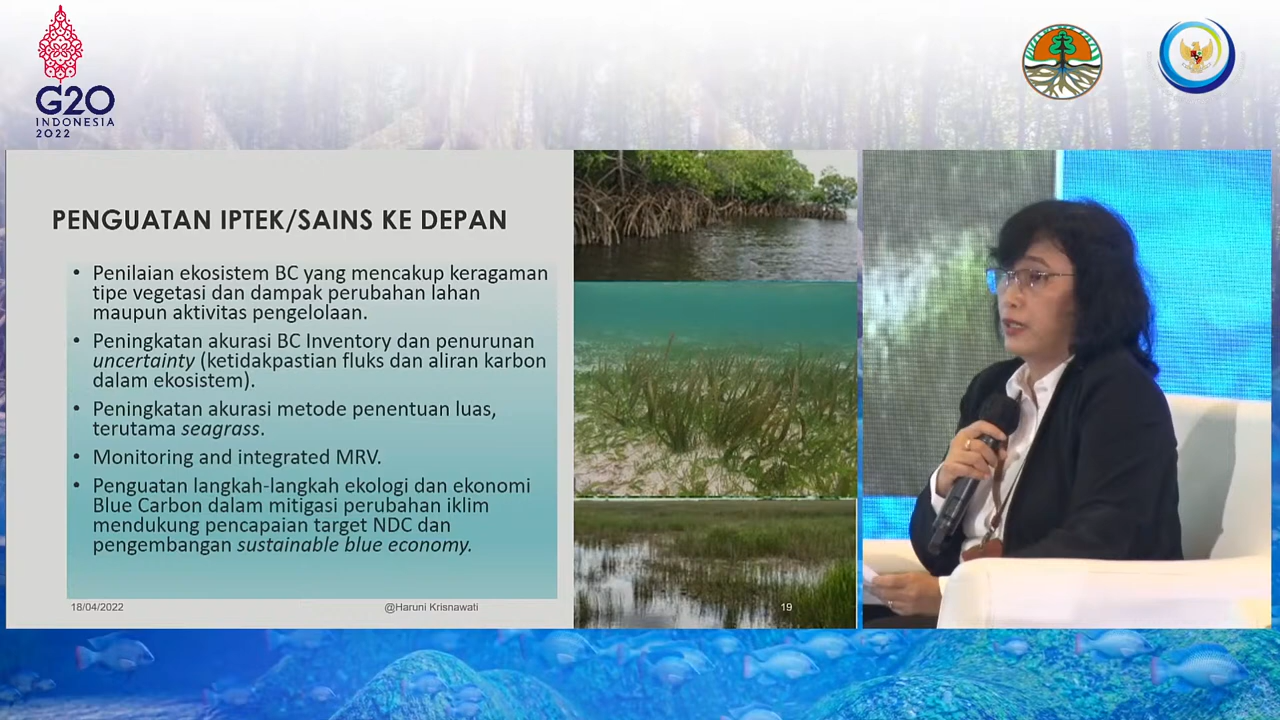 G20
INDONESIA
2022
PENGUATAN IPTEK/SAINS KE DEPAN
• Penilaian ekosistem BC yang mencakup keragaman
tipe vegetasi dan dampak perubahan lahan
maupun aktivitas pengelolaan.
• Peningkatan akurasi BC Inventory dan penurunan
uncertainty (ketidakpastian fluks dan aliran karbon
dalam ekosistem).
• Peningkatan akurasi metode penentuan luas,
terutama seagrass.
• Monitoring and integrated MRV.
• Penguatan langkah-langkah ekologi dan ekonomi
Blue Carbon dalam mitigasi perubahan iklim
mendukung pencapaian target NDC dan
pengembangan sustainable blue economy.
18/04/2022
@Haruni Krisnawati
19